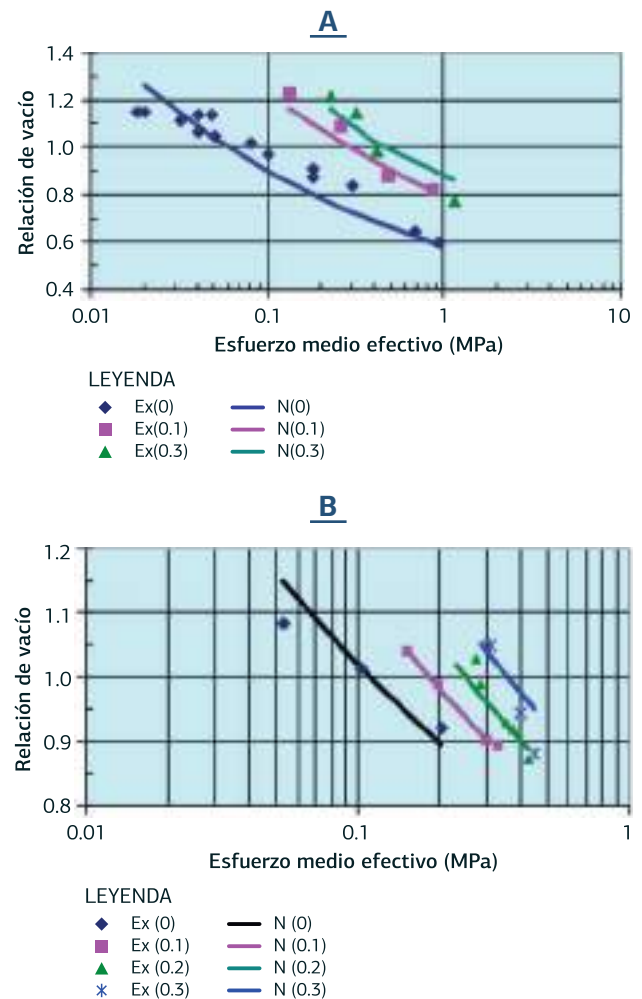 A
Relación de vacío
1.4
1.2
1.0
0.8
0.6
0.4
0.01 0.1 1 10
Esfuerzo medio efectivo (MPa)
LEYENDA
Ex(0) N(0)
Ex(0.1) N(0.1)
Ex(0.3) N(0.3)
B
Relación de vacío
1.2
1.1
1.0
0.9
0.8
0.01 0.1 1
Esfuerzo medio efectivo (MPa)
LEYENDA
Ex (0) N (0)
Ex (0.1) N (0.1)
Ex (0.2) N (0.2)
Ex (0.3) N (0.3)